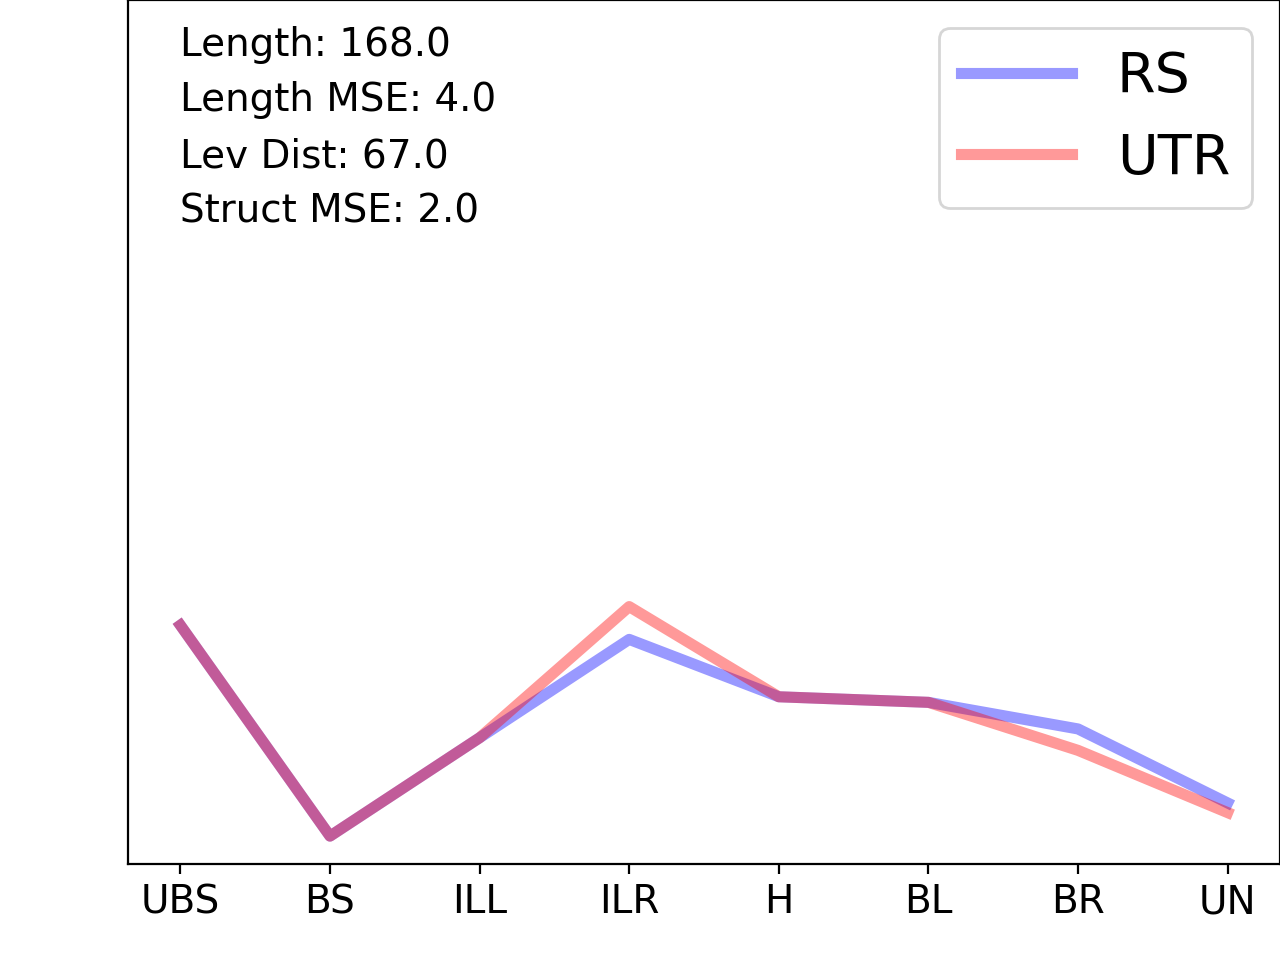 Length: 168.0
Length MSE: 4.0
Lev Dist: 67.0
Struct MSE: 2.0
RS
UTR
UBS BS ILL ILR H BL BR UN